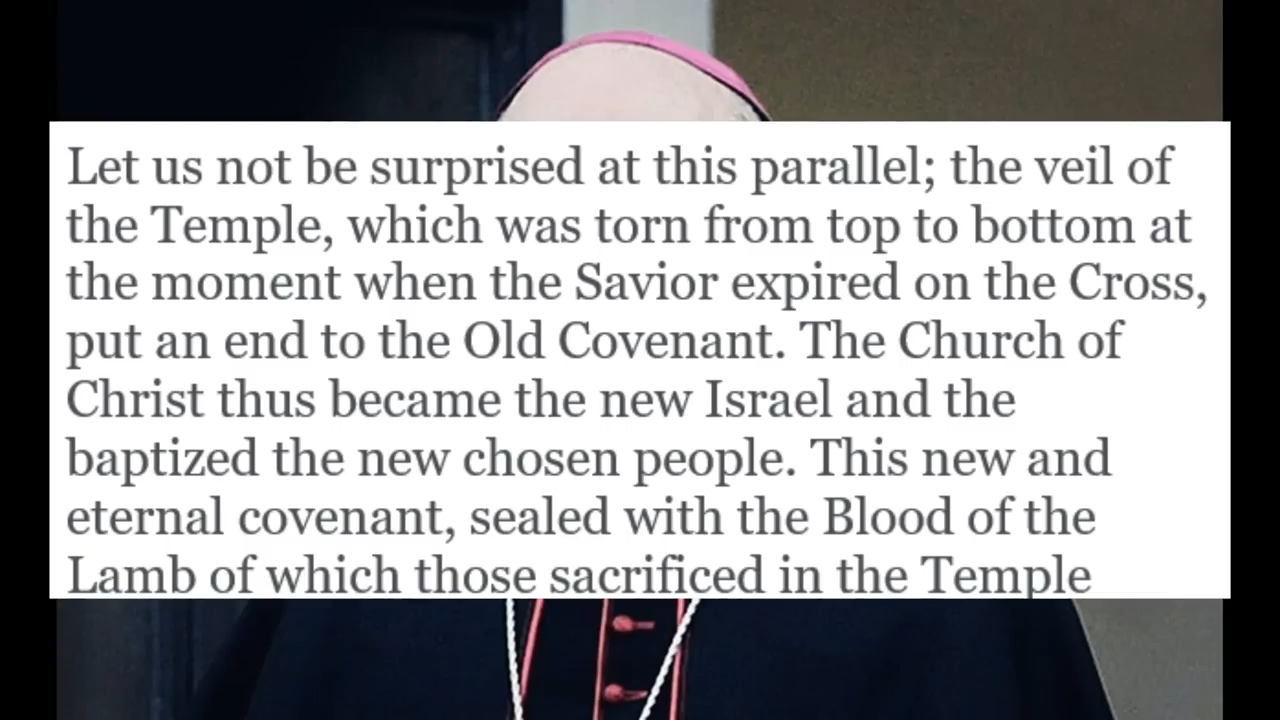 Let us not be surprised at this parallel; the veil of
the Temple, which was torn from top to bottom at
the moment when the Savior expired on the Cross,
put an end to the Old Covenant. The Church of
Christ thus became the new Israel and the
baptized the new chosen people. This new and
eternal covenant, sealed with the Blood of the
Lamb of which those sacrificed in the Temple